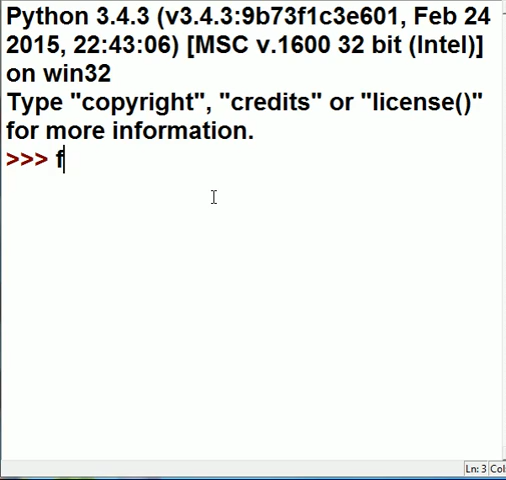 Python 3.4.3 (v3.4.3:9b73f1c3e601, Feb 24
2015, 22:43:06) [MSC v.1600 32 bit (Intel)]
on win32
Type "copyright", "credits" or "license()"
for more information.
>>> f
Ln: 3 Col: